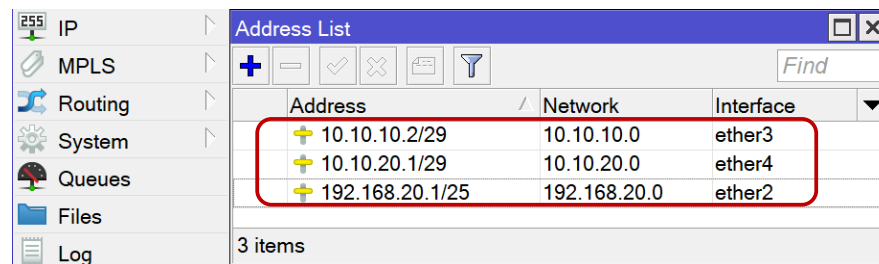 255 IP
MPLS
Routing
System
Queues
Files
Log
Address List
Find
Address Network Interface
10.10.10.2/29 10.10.10.0 ether3
10.10.20.1/29 10.10.20.0 ether4
192.168.20.1/25 192.168.20.0 ether2
3 items